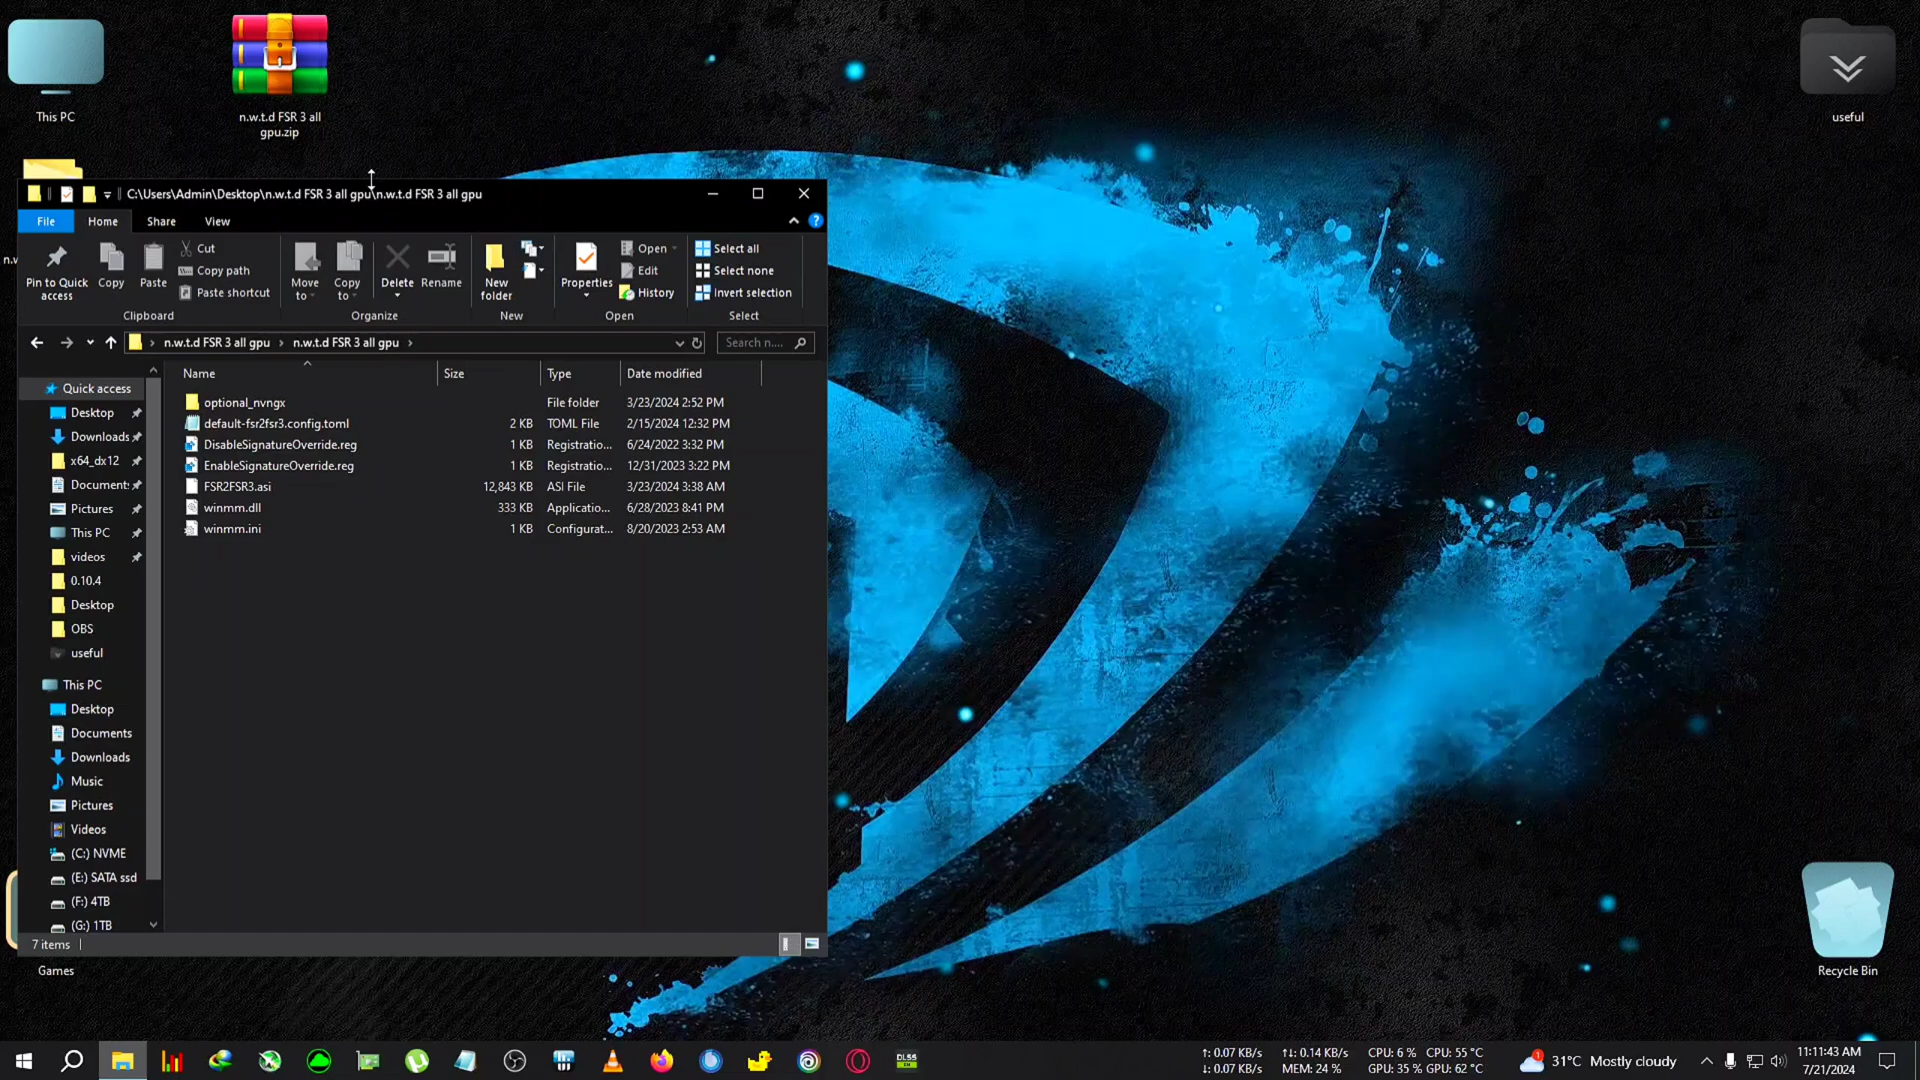 This PC
n.w.t.d FSR 3 all
gpu.zip
useful
C:\Users\Admin\Desktop\n.w.t.d FSR 3 all gpu\n.w.t.d FSR 3 all gpu
File
Home
Share
View
n.w
Pin to Quick
access
Copy
Paste
Cut
Copy path
Paste shortcut
Move
to
Copy
to
Delete
Rename
New
folder
Properties
Open
Edit
History
Select all
Select none
Invert selection
Clipboard
Organize
New
Open
Select
n.w.t.d FSR 3 all gpu
n.w.t.d FSR 3 all gpu
Search n....
Name
Size
Type
Date modified
optional_nvngx
File folder
3/23/2024 2:52 PM
default-fsr2fsr3.config.toml
2 KB
TOML File
2/15/2024 12:32 PM
DisableSignatureOverride.reg
1 KB
Registratio...
6/24/2022 3:32 PM
EnableSignatureOverride.reg
1 KB
Registratio...
12/31/2023 3:22 PM
FSR2FSR3.asi
12,843 KB
ASI File
3/23/2024 3:38 AM
winmm.dll
333 KB
Applicatio...
6/28/2023 8:41 PM
winmm.ini
1 KB
Configurat...
8/20/2023 2:53 AM
Quick access
Desktop
Downloads
x64_dx12
Documents
Pictures
This PC
videos
0.10.4
Desktop
OBS
useful
This PC
Desktop
Documents
Downloads
Music
Pictures
Videos
(C:) NVME
(E:) SATA ssd
(F:) 4TB
(G:) 1TB
7 items
Games
Recycle Bin
DLSS
↑: 0.07 KB/s
↓: 0.07 KB/s
↑↓: 0.14 KB/s
MEM: 24 %
CPU: 6 %
GPU: 35 %
CPU: 55 °C
GPU: 62 °C
1
31°C Mostly cloudy
11:11:43 AM
7/21/2024